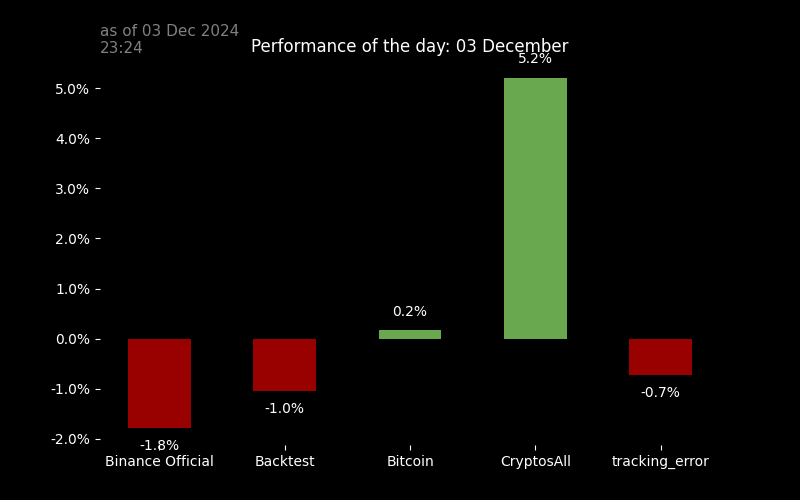 as of 03 Dec 2024
23:24
Performance of the day: 03 December
5.2%
5.0%
4.0%
3.0%
2.0%
1.0%
0.2%
0.0%
-1.0%
-0.7%
-1.0%
-2.0%
-1.8%
Binance Official
Backtest
Bitcoin
CryptosAll
tracking_error